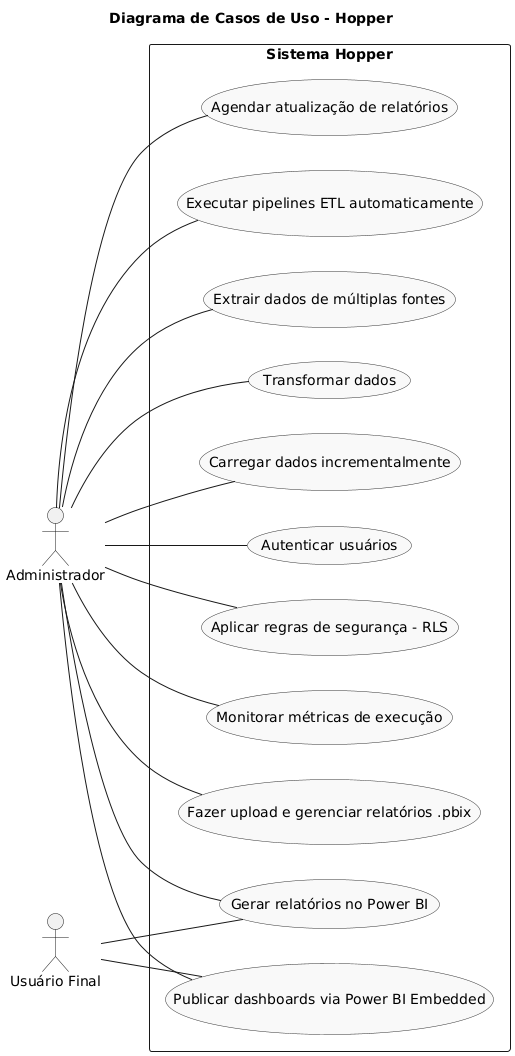 Diagrama de Casos de Uso - Hopper
Sistema Hopper
Agendar atualização de relatórios
Executar pipelines ETL automaticamente
Extrair dados de múltiplas fontes
Transformar dados
Carregar dados incrementalmente
Autenticar usuários
Administrador
Aplicar regras de segurança - RLS
Monitorar métricas de execução
Fazer upload e gerenciar relatórios .pbix
Gerar relatórios no Power BI
Usuário Final
Publicar dashboards via Power BI Embedded